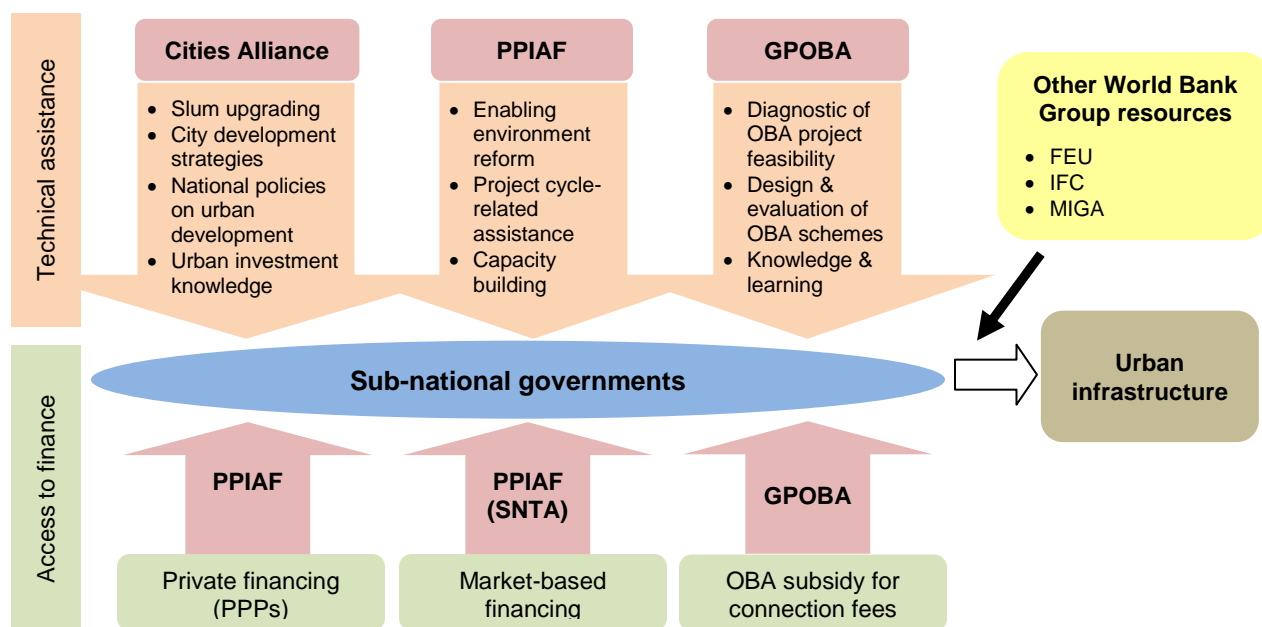 Technical assistance
Cities Alliance
• Slum upgrading
• City development
strategies
• National policies
on urban
development
• Urban investment
knowledge
PPIAF
• Enabling
environment
reform
• Project cycle-
related
assistance
• Capacity
building
GPOBA
• Diagnostic of
OBA project
feasibility
• Design &
evaluation of
OBA schemes
• Knowledge &
learning
Other World Bank
Group resources
• FEU
• IFC
• MIGA
Sub-national governments
Urban
infrastructure
Access to finance
PPIAF
PPIAF
(SNTA)
GPOBA
Private financing
(PPPs)
Market-based
financing
OBA subsidy for
connection fees